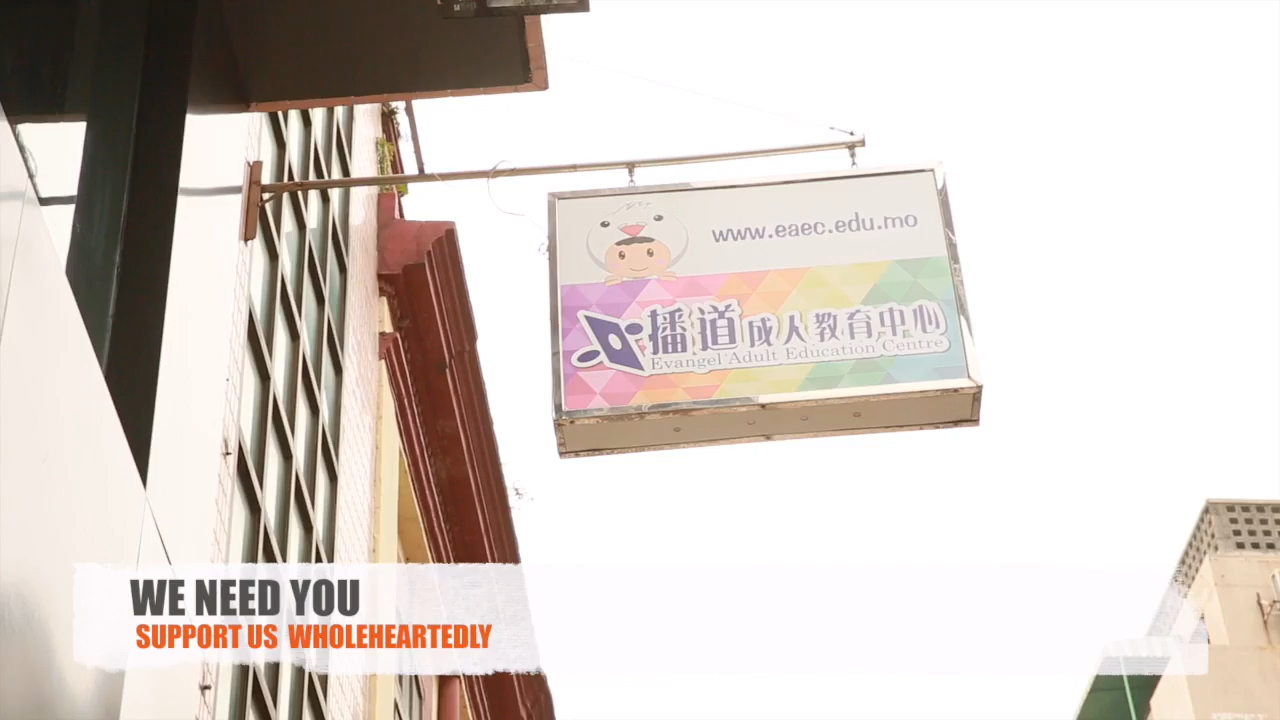 www.eaec.edu.mo
播道成人教育中心
Evangel Adult Education Centre
WE NEED YOU
SUPPORT US WHOLEHEARTEDLY